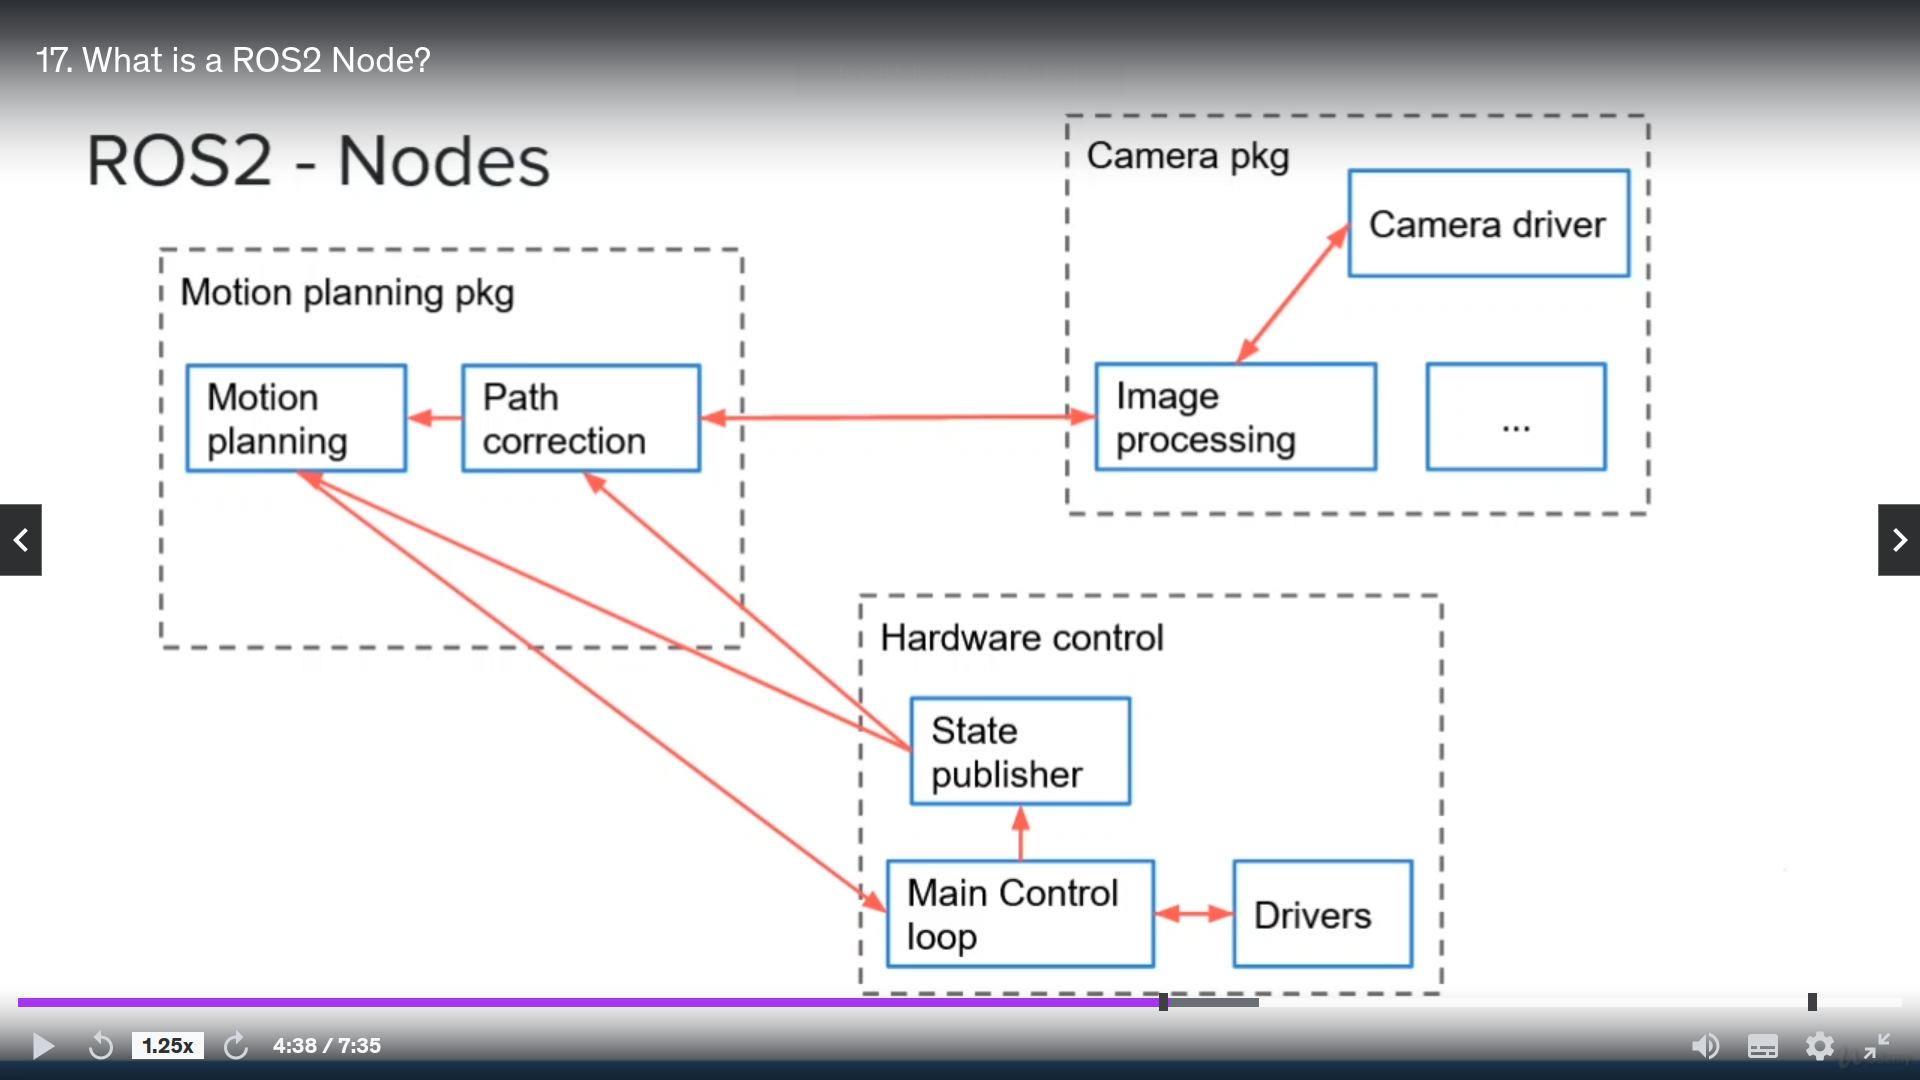 17. What is a ROS2 Node?
ROS2 - Nodes
Camera pkg
Camera driver
Motion planning pkg
Motion
planning
Path
correction
Image
processing
...
Hardware control
State
publisher
Main Control
loop
Drivers
1.25x
4:38 / 7:35